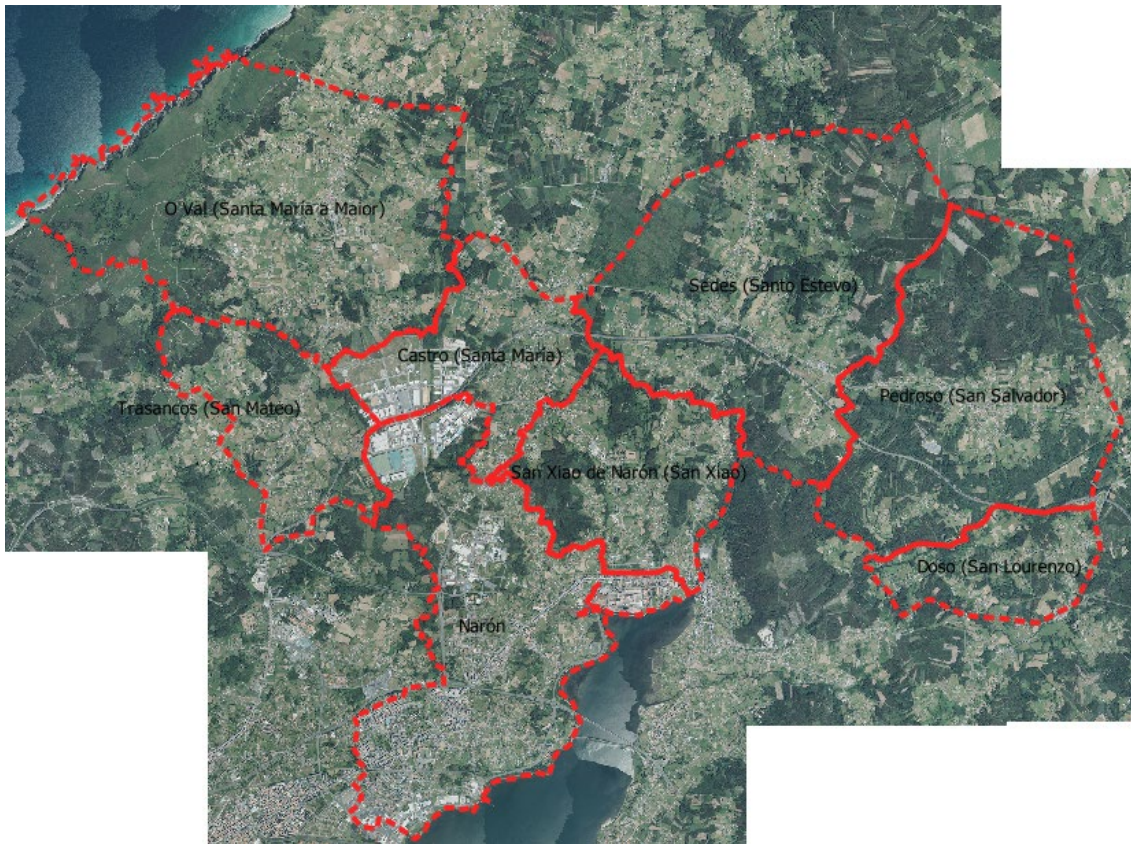 O Val (Santa María a Maior)
Sedes (Santo Estevo)
Castro (Santa María)
Pedroso (San Salvador)
Trasancos (San Mateo)
San Xiao de Narón (San Xiao)
Doso (San Lourenzo)
Narón